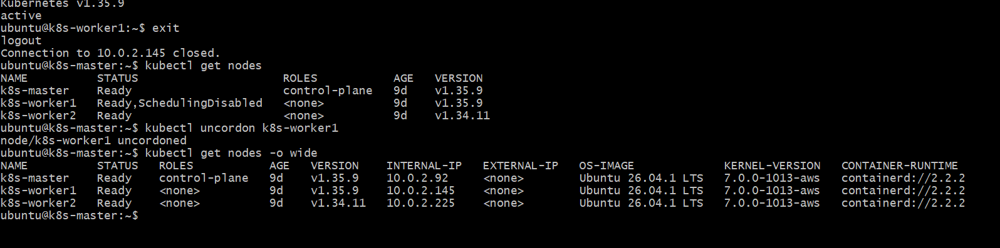 Kubernetes v1.35.9
active
ubuntu@k8s-worker1:~$ exit
logout
Connection to 10.0.2.145 closed.
ubuntu@k8s-master:~$ kubectl get nodes
NAME          STATUS                     ROLES           AGE   VERSION
k8s-master    Ready                      control-plane   9d    v1.35.9
k8s-worker1   Ready,SchedulingDisabled   <none>          9d    v1.35.9
k8s-worker2   Ready                      <none>          9d    v1.34.11
ubuntu@k8s-master:~$ kubectl uncordon k8s-worker1
node/k8s-worker1 uncordoned
ubuntu@k8s-master:~$ kubectl get nodes -o wide
NAME          STATUS   ROLES           AGE   VERSION    INTERNAL-IP   EXTERNAL-IP   OS-IMAGE             KERNEL-VERSION   CONTAINER-RUNTIME
k8s-master    Ready    control-plane   9d    v1.35.9    10.0.2.92     <none>        Ubuntu 26.04.1 LTS   7.0.0-1013-aws   containerd://2.2.2
k8s-worker1   Ready    <none>          9d    v1.35.9    10.0.2.145    <none>        Ubuntu 26.04.1 LTS   7.0.0-1013-aws   containerd://2.2.2
k8s-worker2   Ready    <none>          9d    v1.34.11   10.0.2.225    <none>        Ubuntu 26.04.1 LTS   7.0.0-1013-aws   containerd://2.2.2
ubuntu@k8s-master:~$